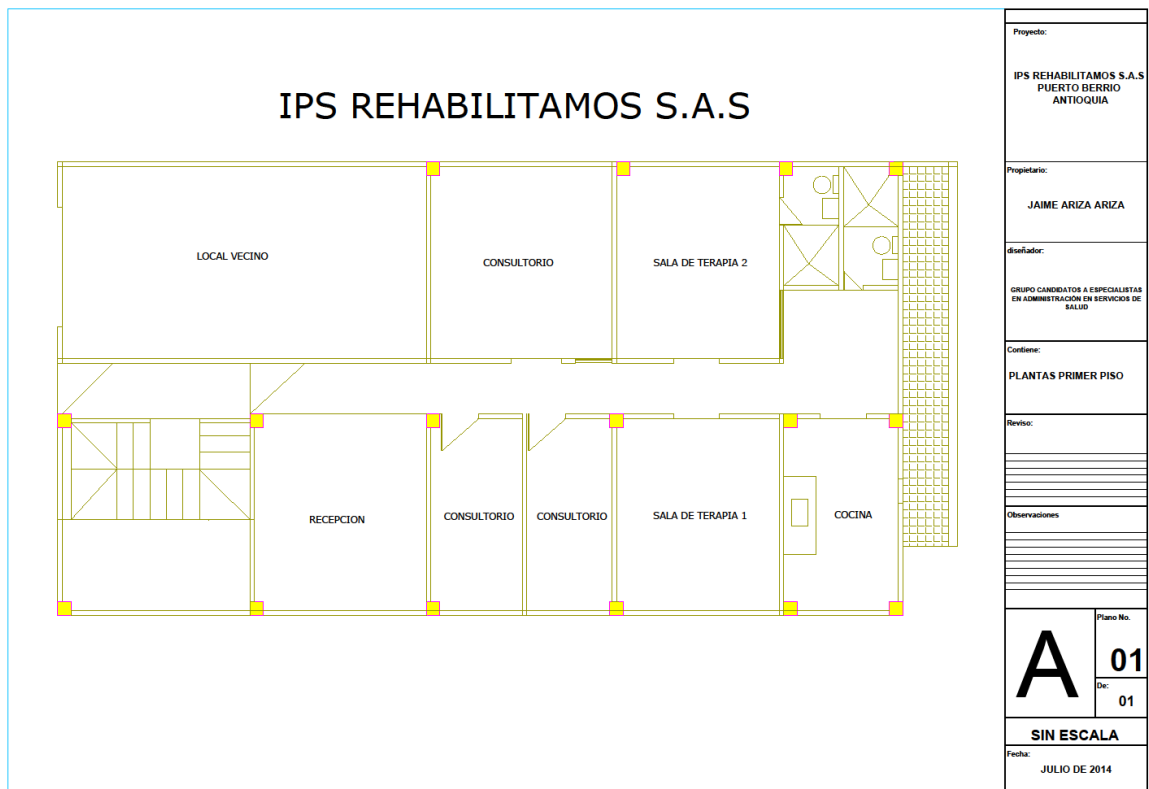 IPS REHABILITAMOS S.A.S
LOCAL VECINO
CONSULTORIO
SALA DE TERAPIA 2
RECEPCION
CONSULTORIO
CONSULTORIO
SALA DE TERAPIA 1
COCINA
Proyecto:
IPS REHABILITAMOS S.A.S
PUERTO BERRIO
ANTIOQUIA
Propietario:
JAIME ARIZA ARIZA
diseñador:
GRUPO CANDIDATOS A ESPECIALISTAS
EN ADMINISTRACIÓN EN SERVICIOS DE
SALUD
Contiene:
PLANTAS PRIMER PISO
Reviso:
Observaciones
A
Plano No.
01
De:
01
SIN ESCALA
Fecha:
JULIO DE 2014